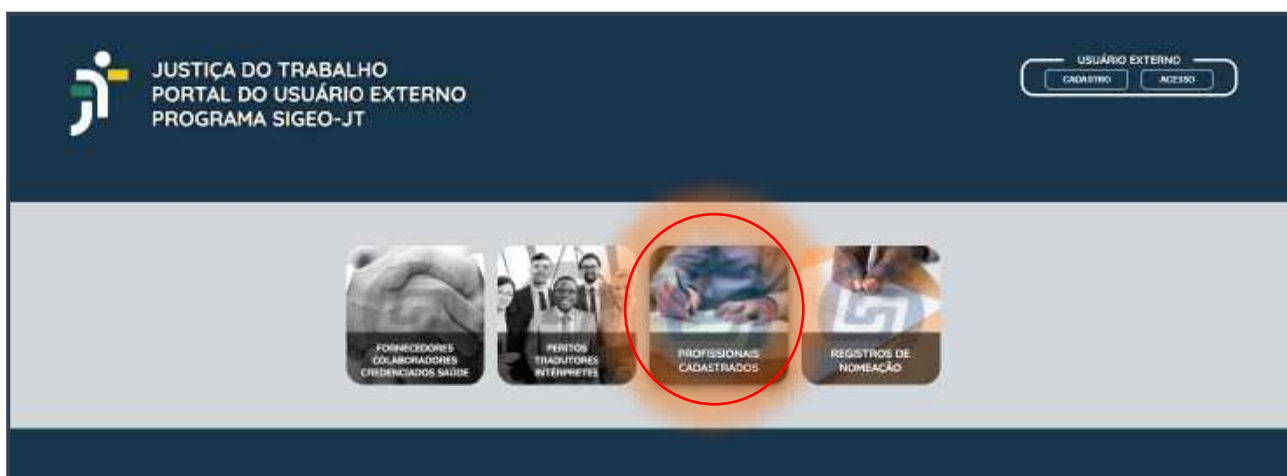 JUSTIÇA DO TRABALHO
PORTAL DO USUÁRIO EXTERNO
PROGRAMA SIGEO-JT
USUÁRIO EXTERNO
CADASTRO
ACESSO
FORNECEDORES
COLABORADORES
CREDENCIADOS SAÚDE
PERITOS
TRADUTORES
INTÉRPRETES
PROFISSIONAIS
CADASTRADOS
REGISTROS DE
NOMEAÇÃO